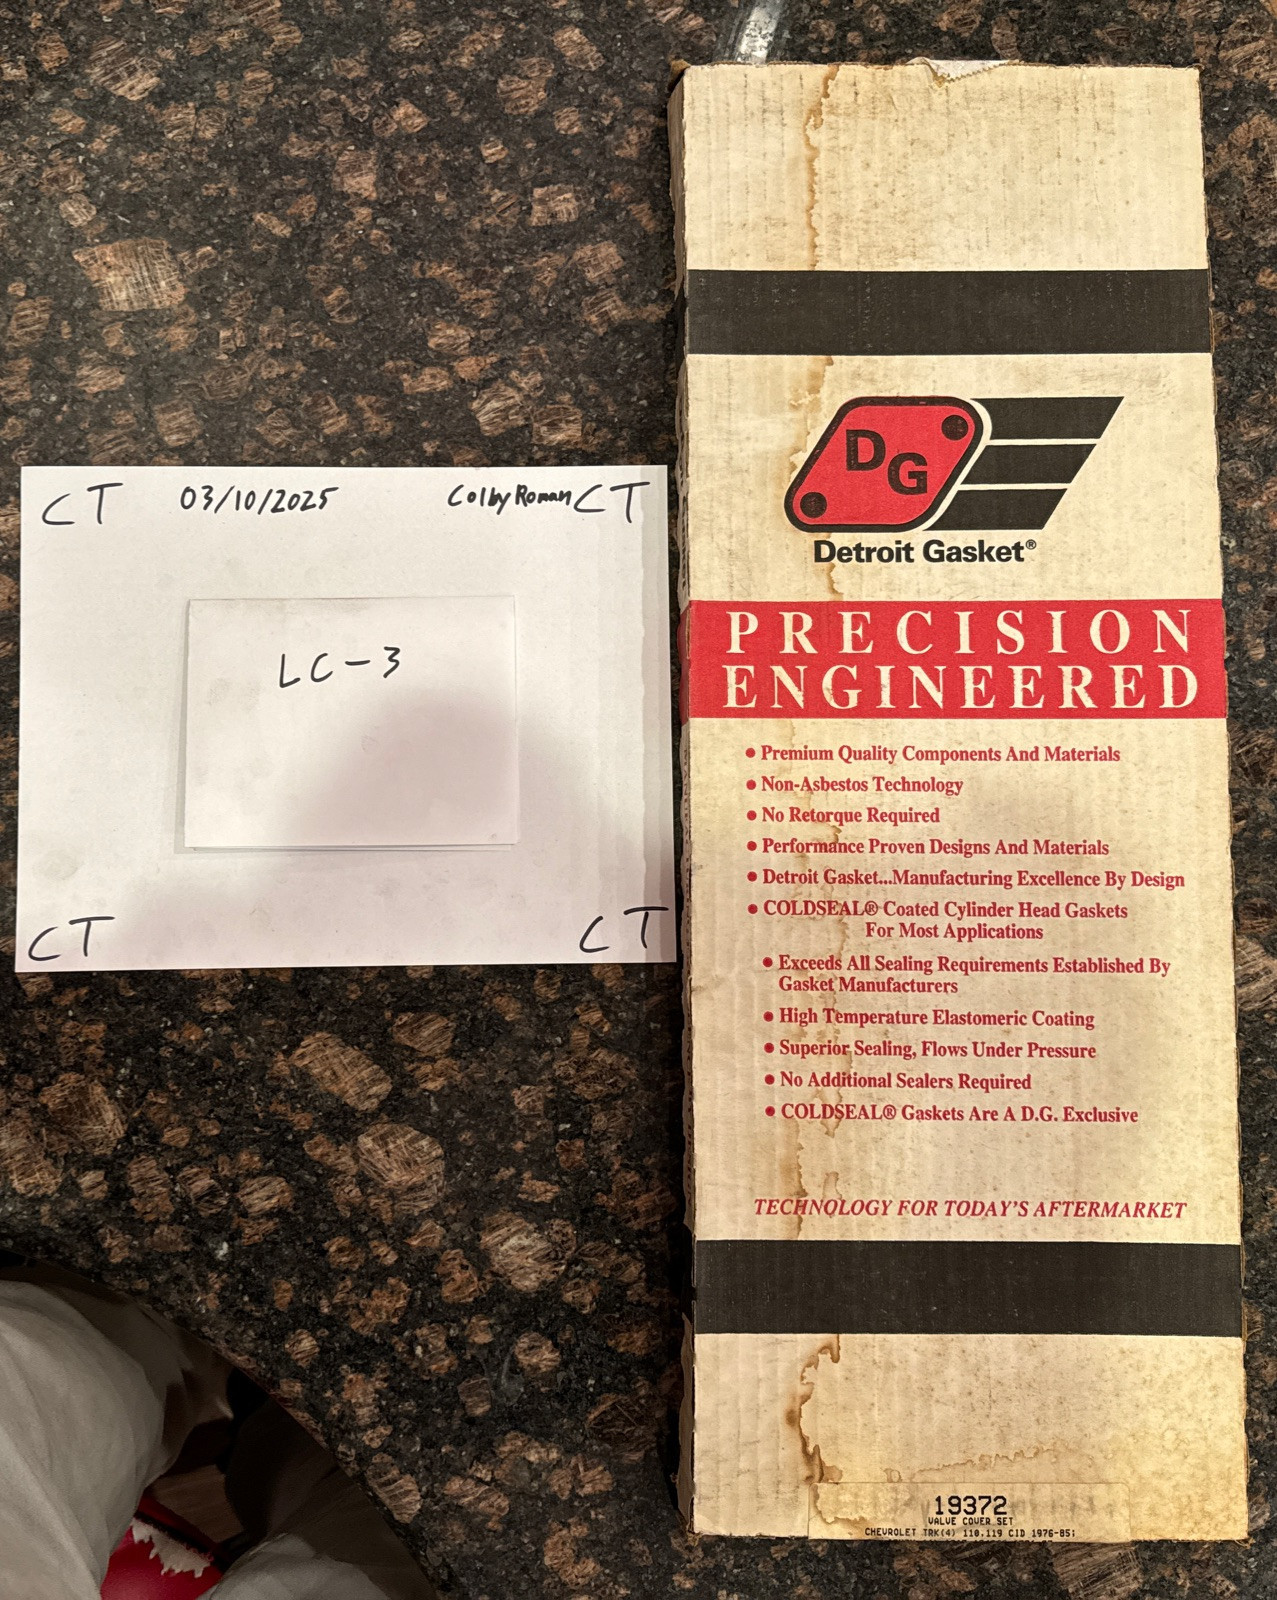 CT 03/10/2025 Colby Roman CT
LC-3
CT CT
DG
Detroit Gasket®
PRECISION
ENGINEERED
• Premium Quality Components And Materials
• Non-Asbestos Technology
• No Retorque Required
• Performance Proven Designs And Materials
• Detroit Gasket...Manufacturing Excellence By Design
• COLDSEAL® Coated Cylinder Head Gaskets
For Most Applications
• Exceeds All Sealing Requirements Established By
Gasket Manufacturers
• High Temperature Elastomeric Coating
• Superior Sealing, Flows Under Pressure
• No Additional Sealers Required
• COLDSEAL® Gaskets Are A D.G. Exclusive
TECHNOLOGY FOR TODAY'S AFTERMARKET
19372
VALVE COVER SET
CHEVROLET TRK(4) 110,119 CID 1976-85;